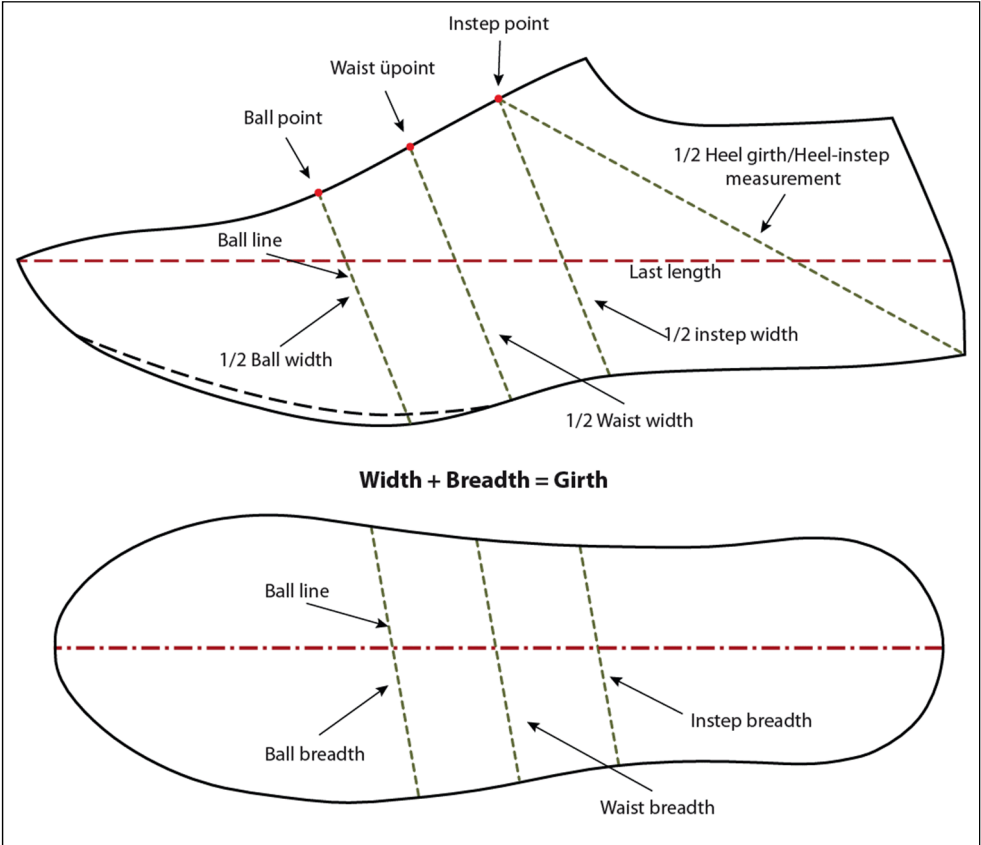 Instep point
Waist üpoint
Ball point
1/2 Heel girth/Heel-instep
measurement
Ball line
Last length
1/2 instep width
1/2 Ball width
1/2 Waist width
Width + Breadth = Girth
Ball line
Instep breadth
Ball breadth
Waist breadth